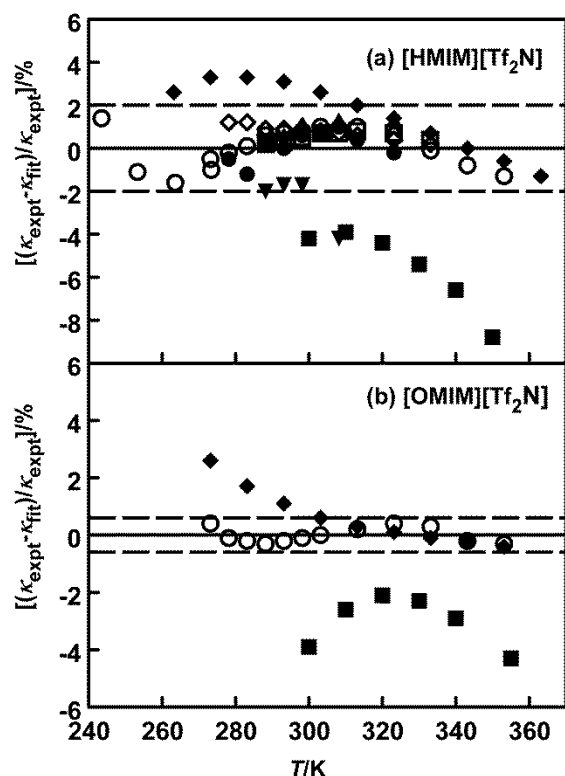 6
(a) [HMIM][Tf₂N]
4
2
0
-2
-4
-6
-8
[(κexpt-κfit)/κexpt]/%
6
(b) [OMIM][Tf₂N]
4
2
0
-2
-4
-6
[(κexpt-κfit)/κexpt]/%
240 260 280 300 320 340 360
T/K